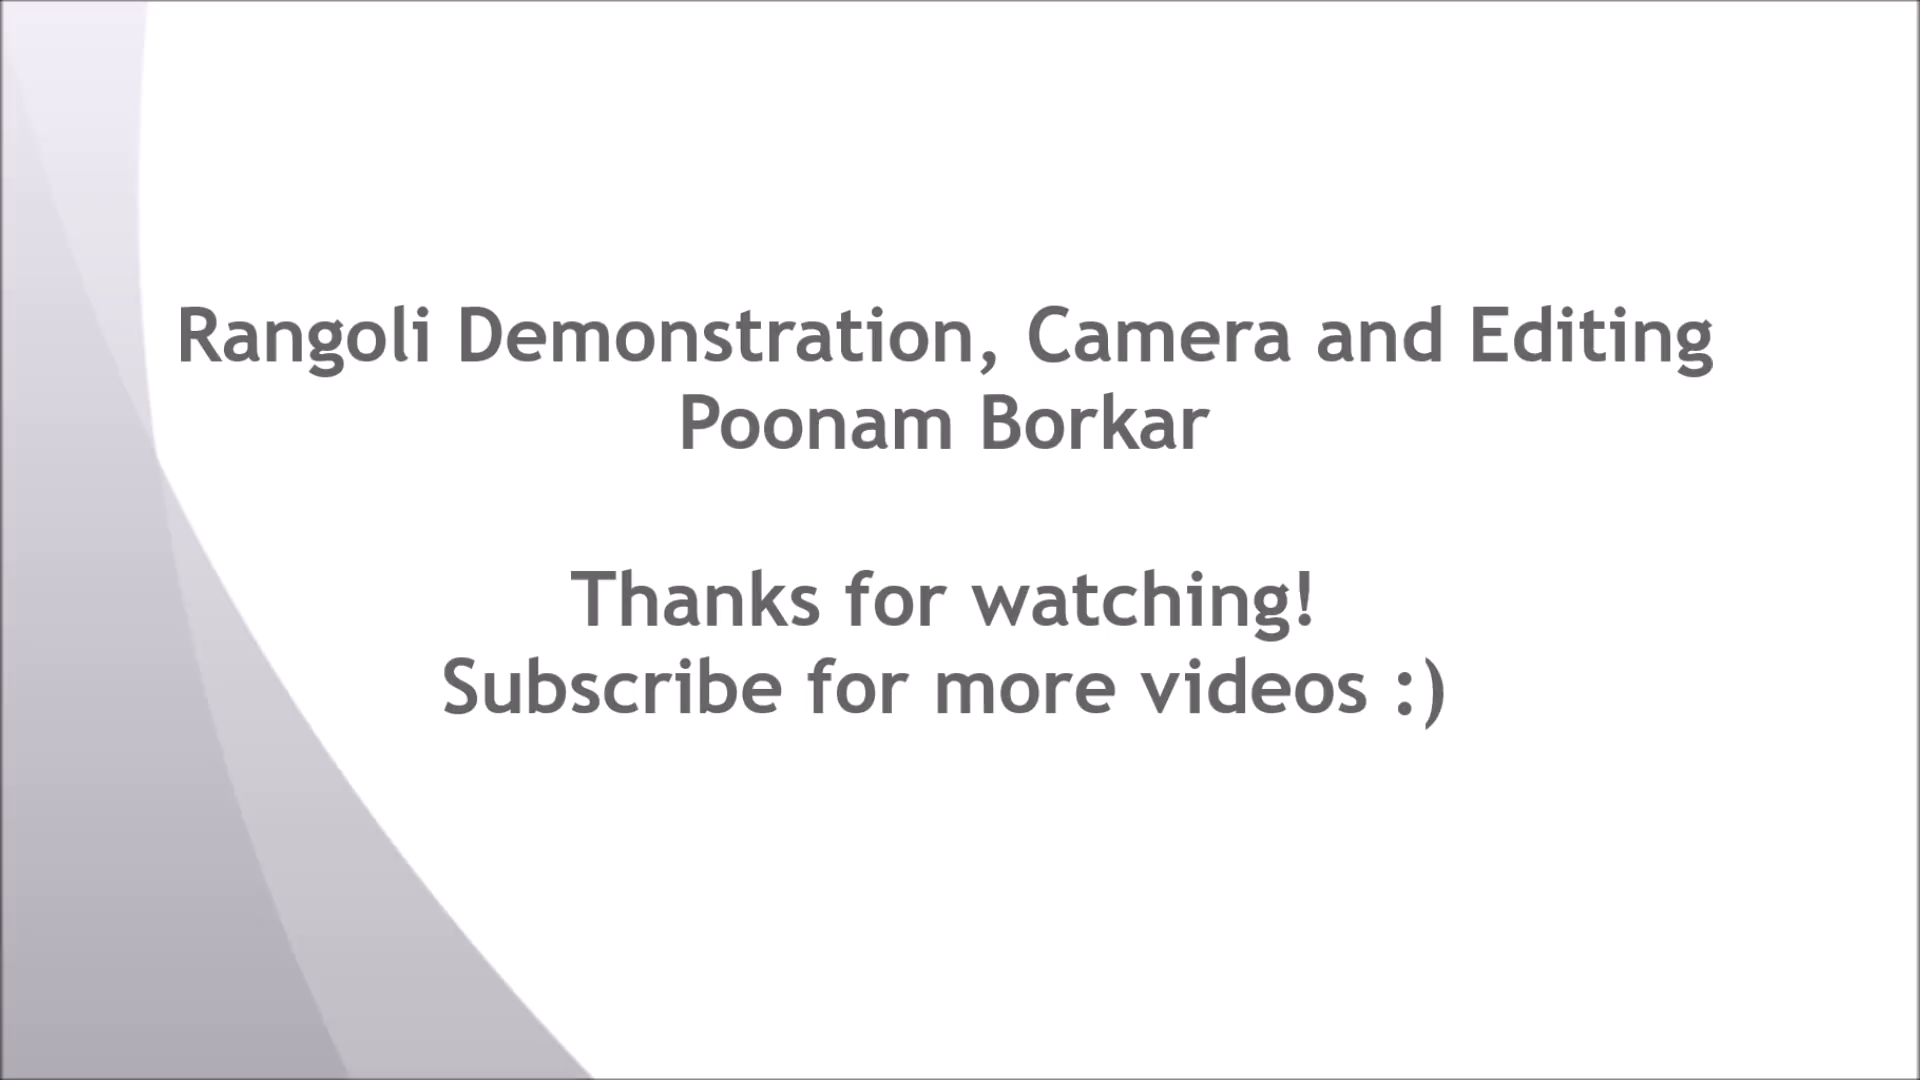 Rangoli Demonstration, Camera and Editing
Poonam Borkar
Thanks for watching!
Subscribe for more videos :)